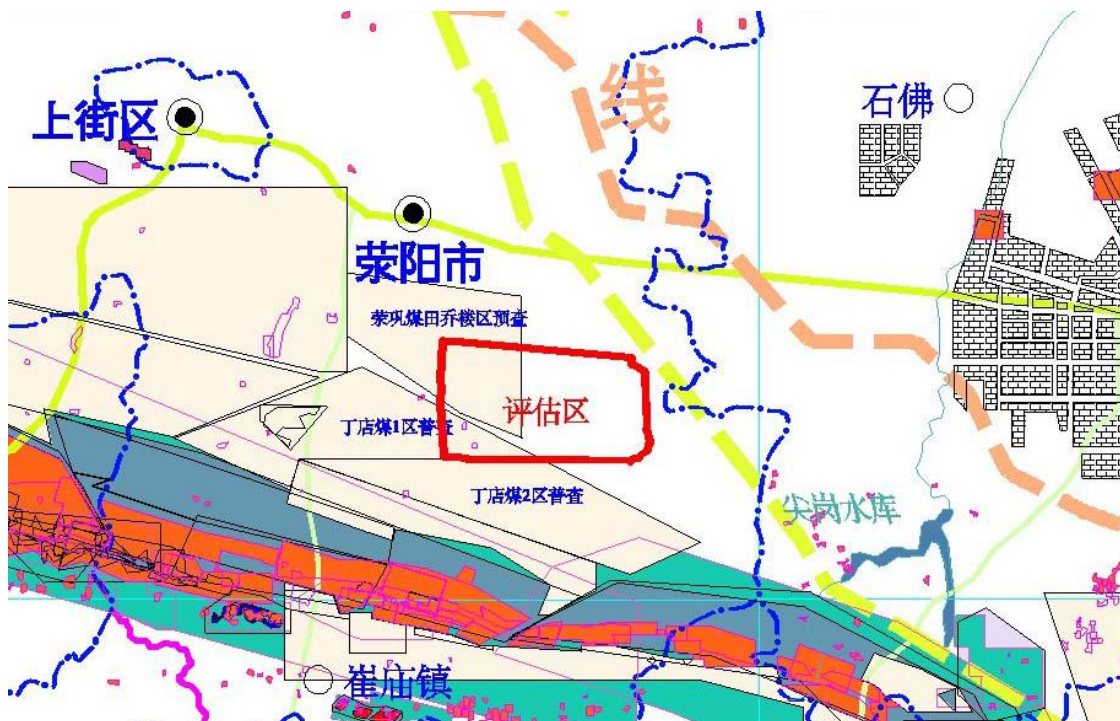 线
石佛
上街区
荥阳市
荥巩煤田乔楼区预查
评估区
丁店煤1区普查
丁店煤2区普查
尖岗水库
崔庙镇